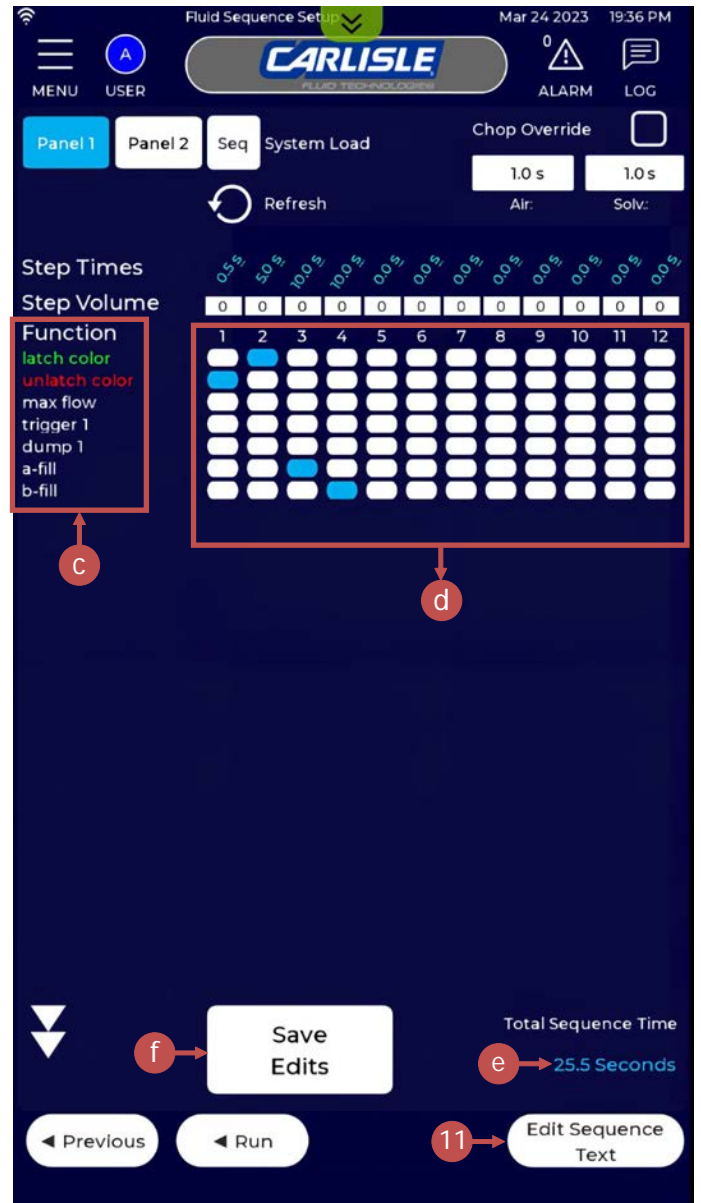 Fluid Sequence Setup
Mar 24 2023 19:36 PM
MENU
A
USER
CARLISLE
FLUID TECHNOLOGIES
0
ALARM
LOG
Panel 1
Panel 2
Seq
System Load
Chop Override
1.0 s
1.0 s
Refresh
Air:
Solv.:
Step Times
0.5 s. 5.0 s. 10.0 s. 10.0 s. 0.0 s. 0.0 s. 0.0 s. 0.0 s. 0.0 s. 0.0 s. 0.0 s. 0.0 s.
Step Volume
0 0 0 0 0 0 0 0 0 0 0 0
Function
1 2 3 4 5 6 7 8 9 10 11 12
latch color
unlatch color
max flow
trigger 1
dump 1
a-fill
b-fill
c
d
Total Sequence Time
f
Save
Edits
e
25.5 Seconds
◄ Previous
◄ Run
11
Edit Sequence
Text